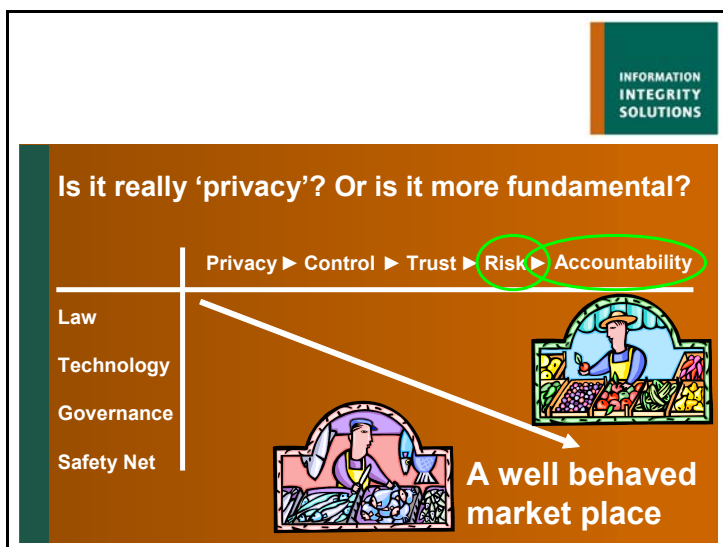 INFORMATION
INTEGRITY
SOLUTIONS
Is it really ‘privacy’? Or is it more fundamental?
Privacy ► Control ► Trust ► Risk ► Accountability
Law
Technology
Governance
Safety Net
A well behaved
market place